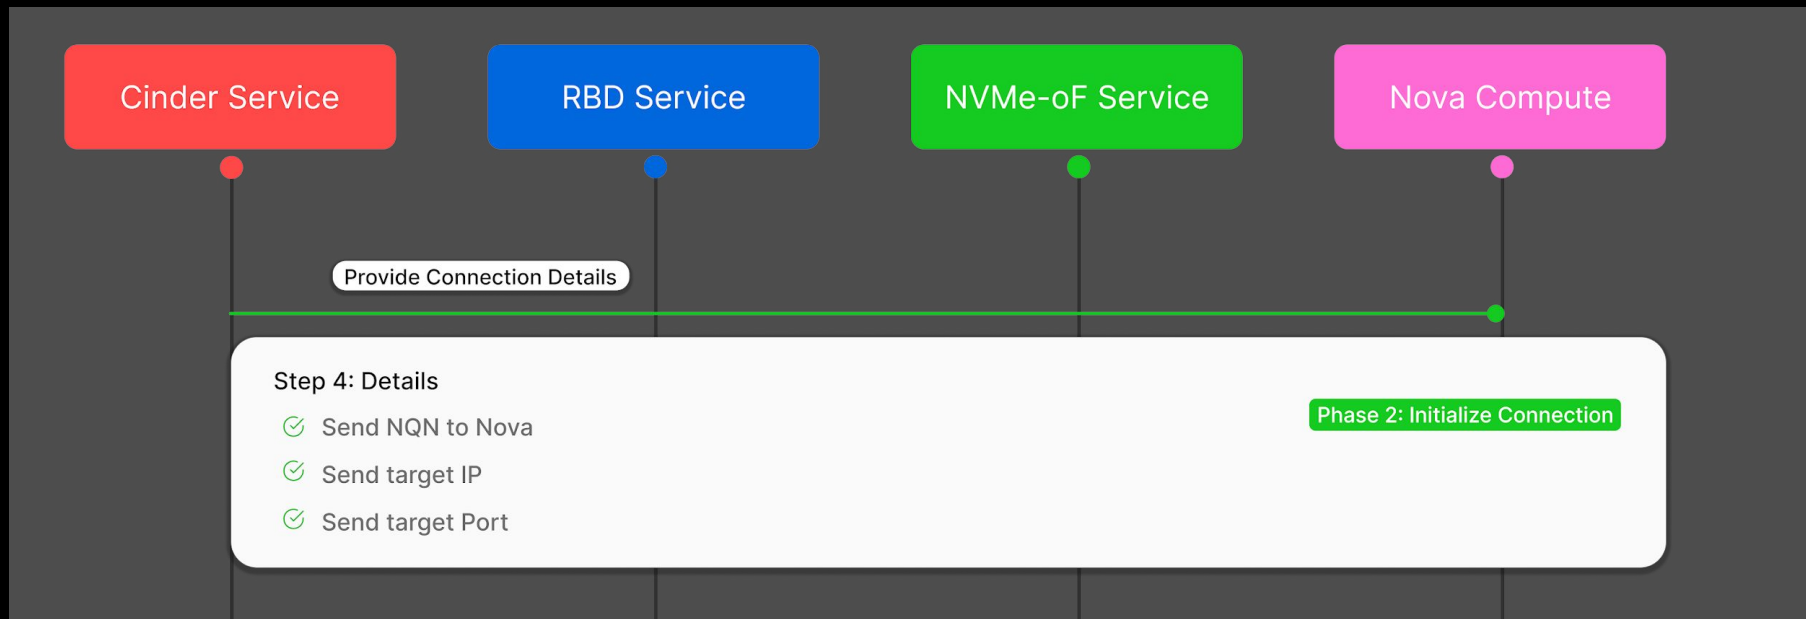 Cinder Service
RBD Service
NVMe-oF Service
Nova Compute
Provide Connection Details
Step 4: Details
Send NQN to Nova
Send target IP
Send target Port
Phase 2: Initialize Connection